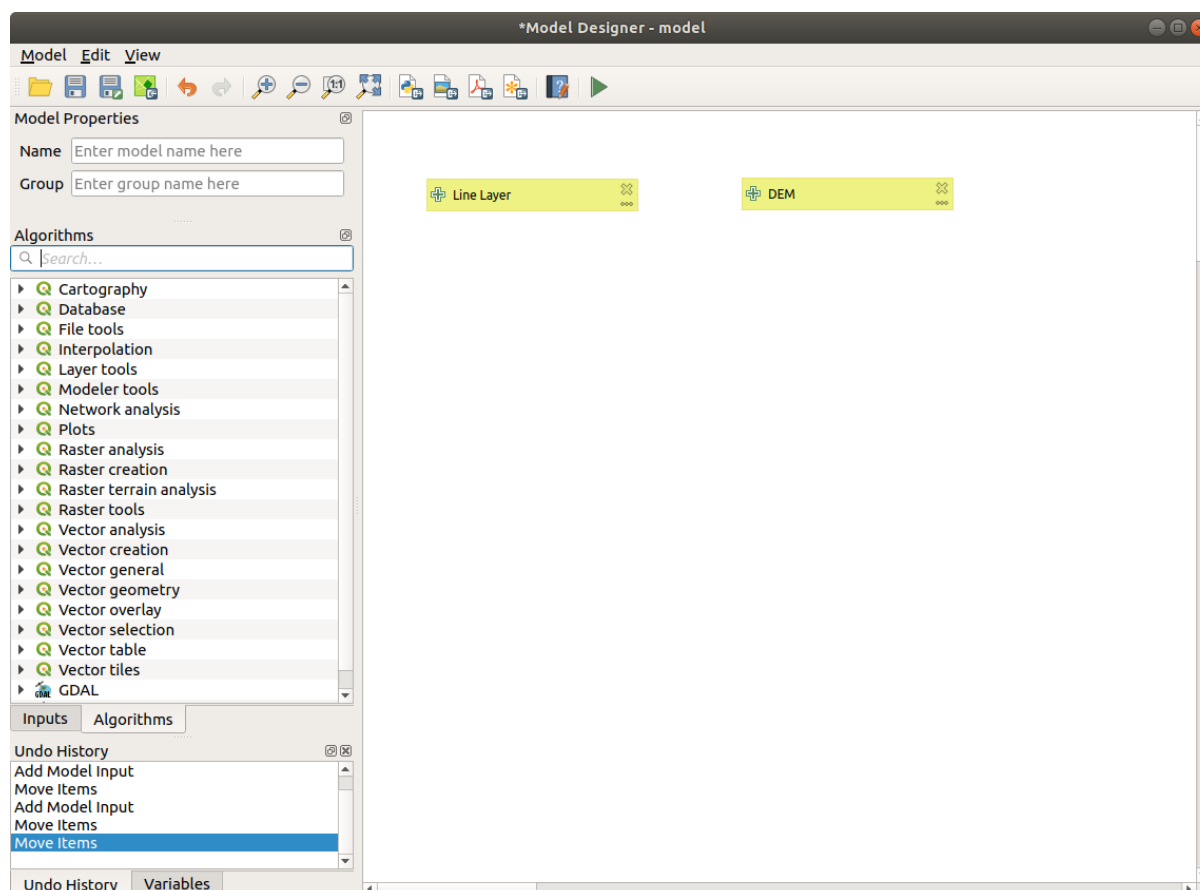 *Model Designer - model
Model Edit View
1:1
Model Properties
Name Enter model name here
Group Enter group name here
Algorithms
Search...
Cartography
Database
File tools
Interpolation
Layer tools
Modeler tools
Network analysis
Plots
Raster analysis
Raster creation
Raster terrain analysis
Raster tools
Vector analysis
Vector creation
Vector general
Vector geometry
Vector overlay
Vector selection
Vector table
Vector tiles
GDAL GDAL
Inputs Algorithms
Undo History
Add Model Input
Move Items
Add Model Input
Move Items
Move Items
Undo History Variables
Line Layer
DEM